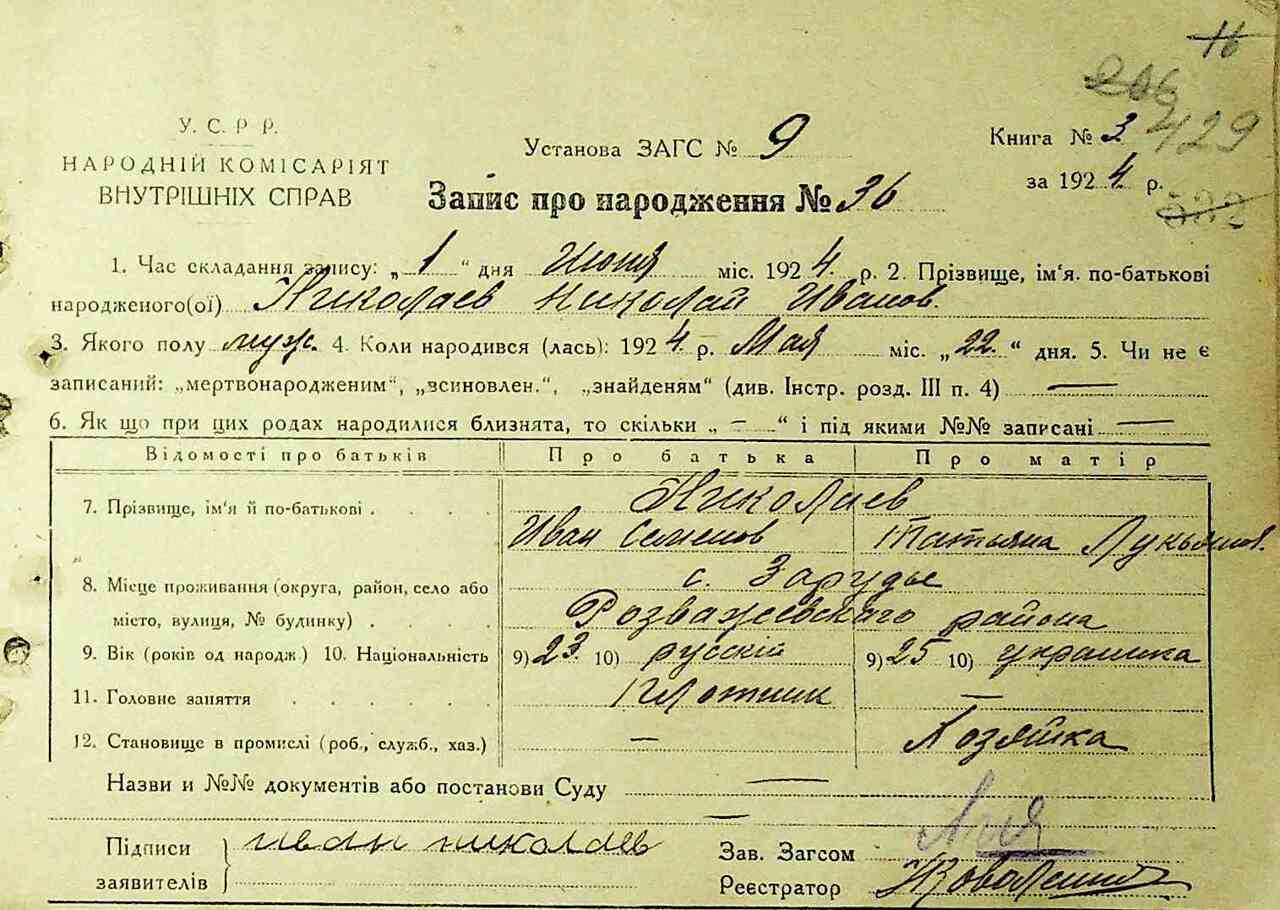 16
206
429
У. С. Р Р.
НАРОДНІЙ КОМІСАРІЯТ
ВНУТРІШНІХ СПРАВ
Установа ЗАГС № 9
Книга № 3
за 1924 р.
Запис про народження № 36
1. Час складання запису: „1“ дня Июня міс. 1924 р. 2. Прізвище, ім'я. по-батькові
народженого(ої) Николаев Николай Иванов.
3. Якого полу муж. 4. Коли народився (лась): 1924 р. Мая міс. „22.“ дня. 5. Чи не є
записаний: „мертвонародженим“, „всиновлен.“, „знайденям“ (див. Інстр. розд. III п. 4) —
6. Як що при цих родах народилися близнята, то скільки „ — “ і під якими №№ записані —
Відомості про батьків Про батька Про матір
7. Прізвище, ім'я й по-батькові . . . . Николаев
Иван Семенов Татьяна Лукьянов.
8. Місце проживання (округа, район, село або с. Зарудье
місто, вулиця, № будинку) . . . . Розважевскаго района
9. Вік (років од народж) 10. Національність 9) 23. 10) русскій 9) 25 10) украинка
11. Головне заняття . . . . . . Плотник —
12. Становище в промислі (роб., служб., хаз.) — Хозяйка
Назви и №№ документів або постанови Суду —
—
Підписи иван николаев
заявителів
Зав. Загсом
Реєстратор